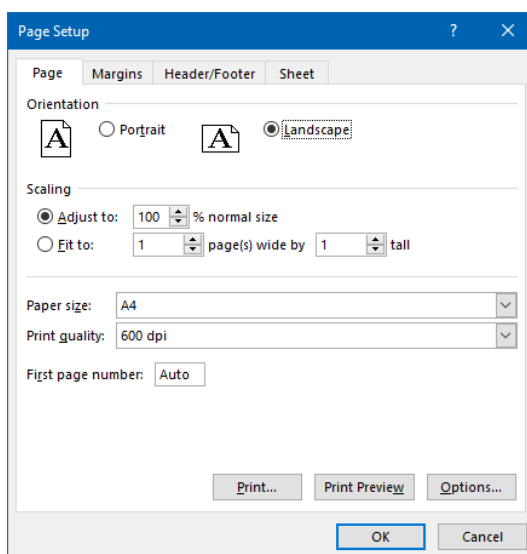 Page Setup ? ×
Page Margins Header/Footer Sheet
Orientation
A Portrait A Landscape
Scaling
Adjust to: 100 % normal size
Fit to: 1 page(s) wide by 1 tall
Paper size: A4
Print quality: 600 dpi
First page number: Auto
Print... Print Preview Options...
OK Cancel